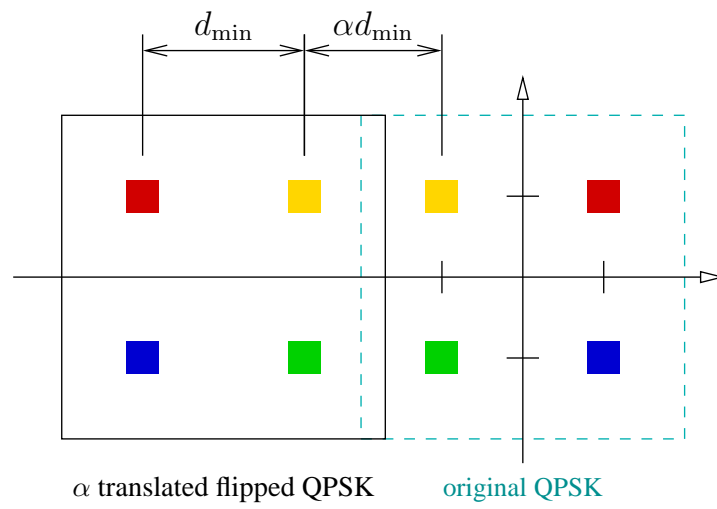 d_min αd_min
α translated flipped QPSK original QPSK